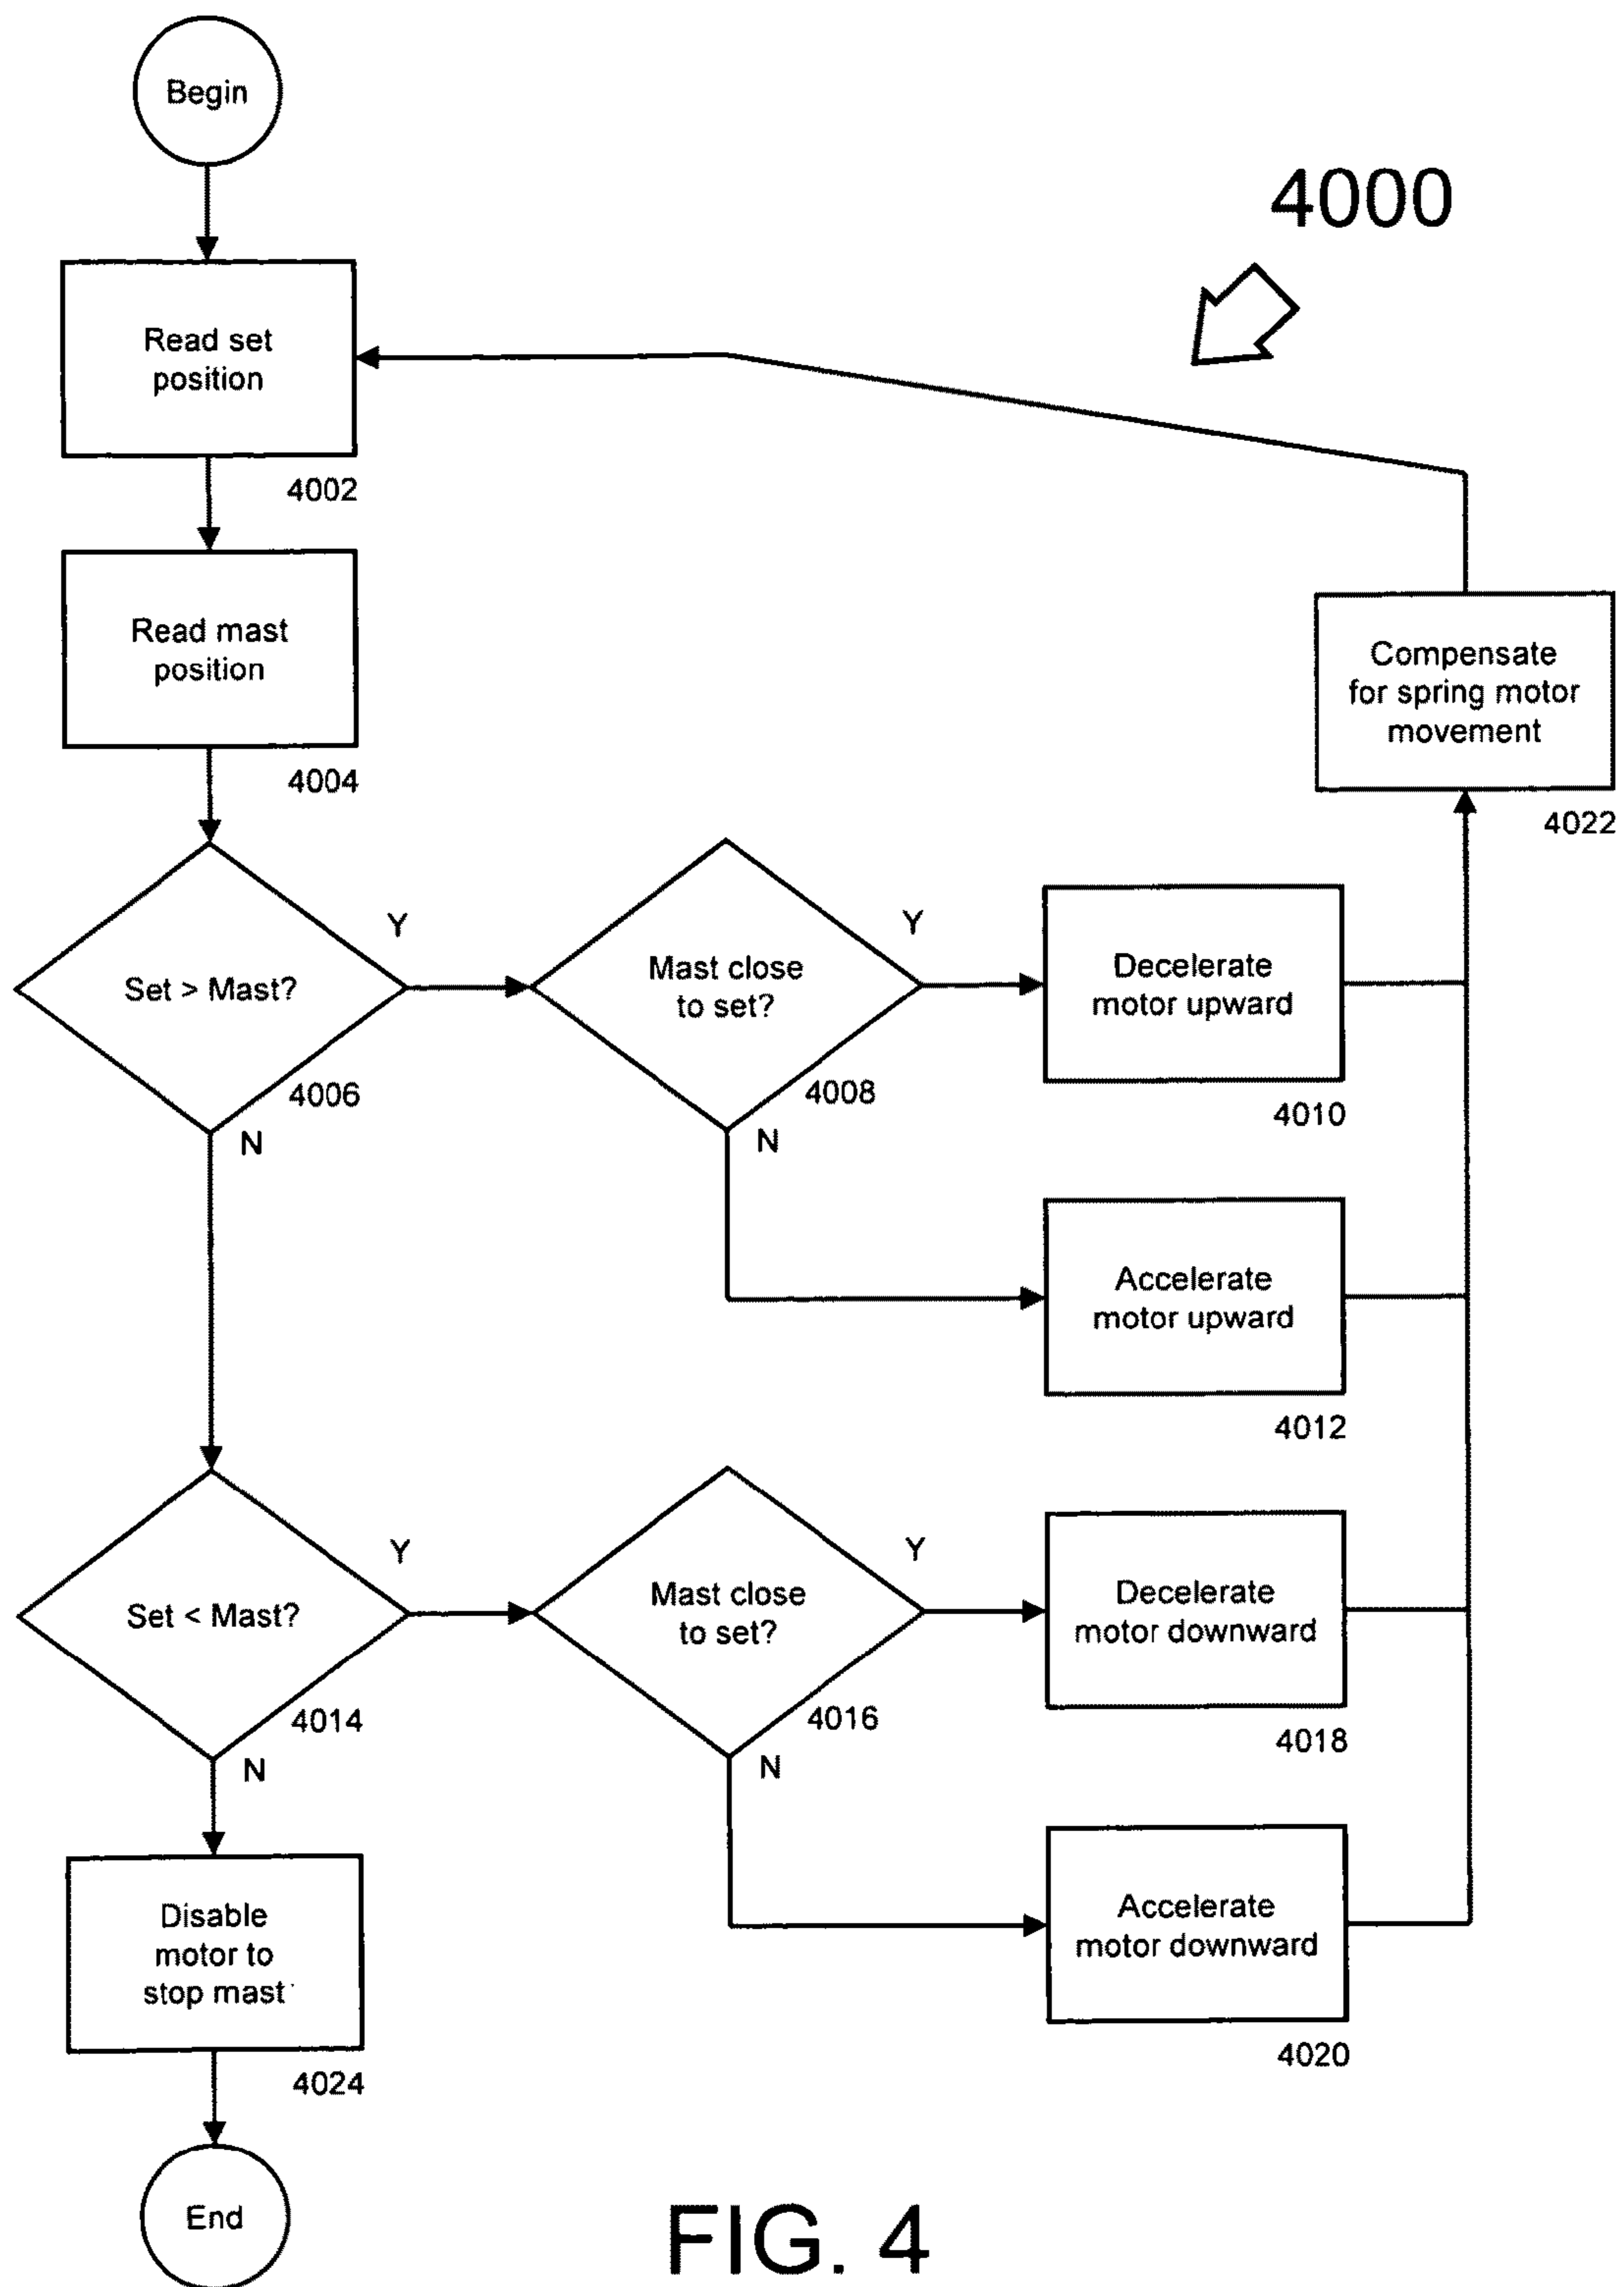 Begin
4000
Read set
position
4002
Read mast
position
4004
Compensate
for spring motor
movement
4022
Set > Mast?
Y
N
4006
Mast close
to set?
Y
N
4008
Decelerate
motor upward
4010
Accelerate
motor upward
4012
Set < Mast?
Y
N
4014
Mast close
to set?
Y
N
4016
Decelerate
motor downward
4018
Accelerate
motor downward
4020
Disable
motor to
stop mast
4024
End
FIG. 4